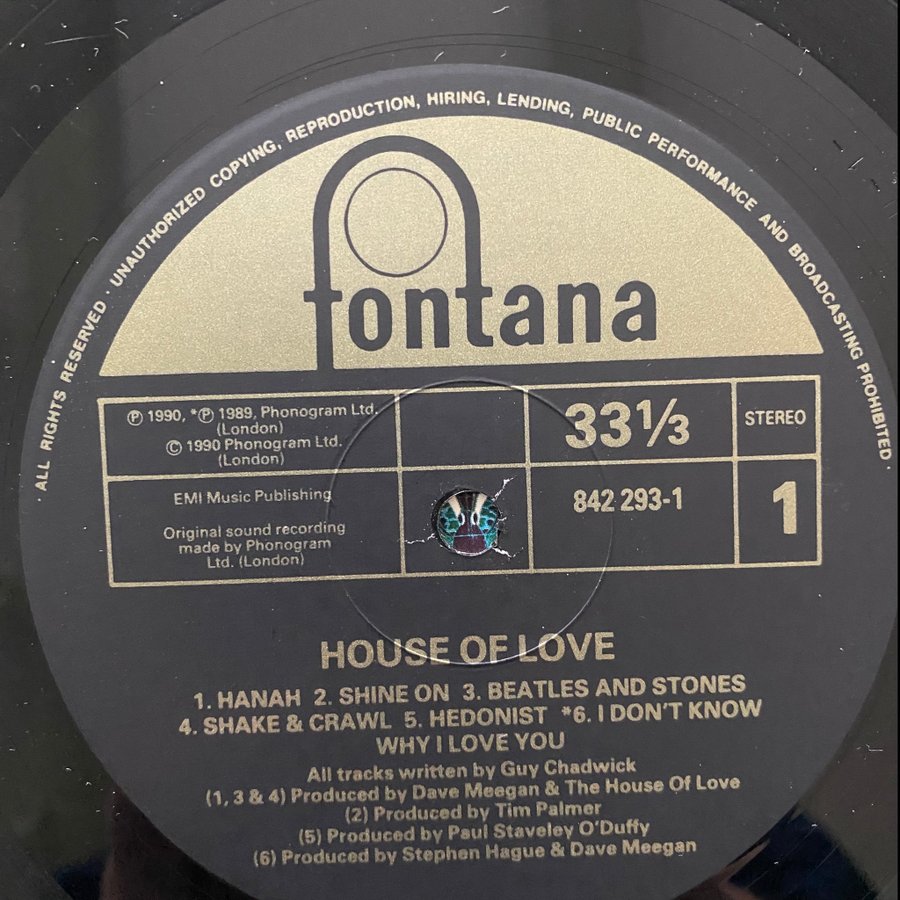 ALL RIGHTS RESERVED · UNAUTHORIZED COPYING, REPRODUCTION, HIRING, LENDING, PUBLIC PERFORMANCE AND BROADCASTING PROHIBITED ·
fontana
℗ 1990, *℗ 1989, Phonogram Ltd.
(London)
© 1990 Phonogram Ltd.
(London)
33⅓
STEREO
EMI Music Publishing
Original sound recording
made by Phonogram
Ltd. (London)
842 293-1
1
HOUSE OF LOVE
1. HANAH 2. SHINE ON 3. BEATLES AND STONES
4. SHAKE & CRAWL 5. HEDONIST *6. I DON'T KNOW
WHY I LOVE YOU
All tracks written by Guy Chadwick
(1, 3 & 4) Produced by Dave Meegan & The House Of Love
(2) Produced by Tim Palmer
(5) Produced by Paul Staveley O'Duffy
(6) Produced by Stephen Hague & Dave Meegan